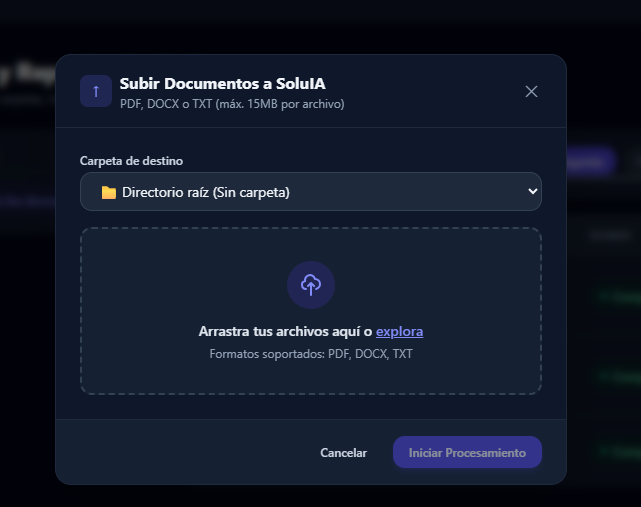 Subir Documentos a SoluIA
PDF, DOCX o TXT (máx. 15MB por archivo)
Carpeta de destino
Directorio raíz (Sin carpeta)
Arrastra tus archivos aquí o explora
Formatos soportados: PDF, DOCX, TXT
Cancelar
Iniciar Procesamiento